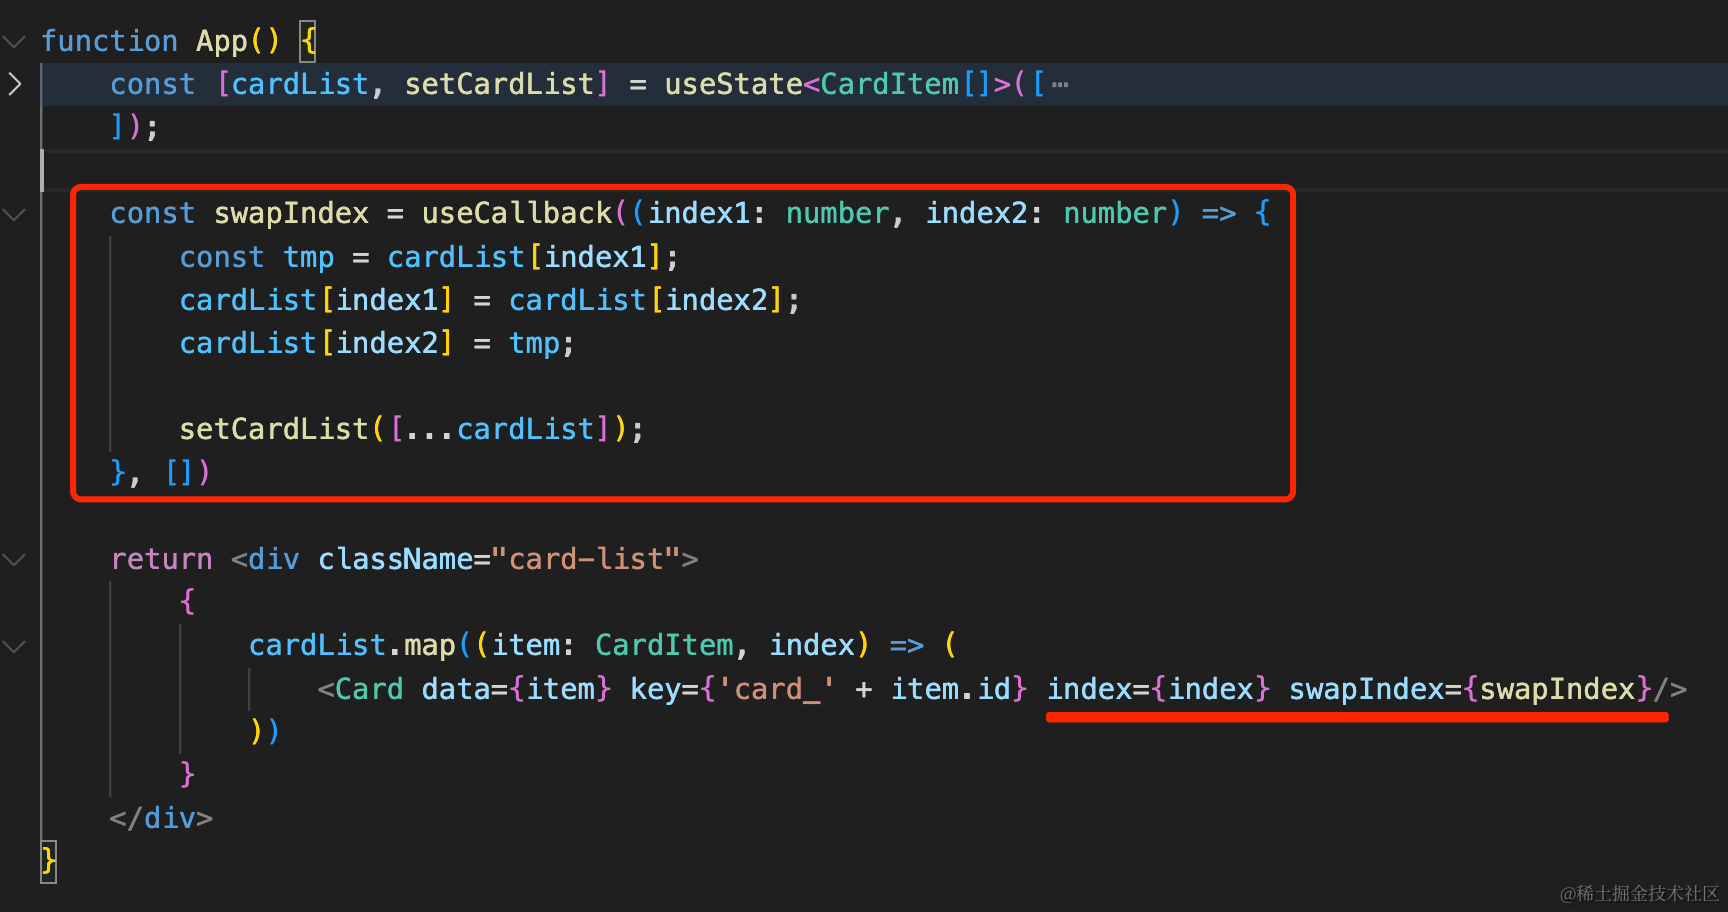 function App() {
    const [cardList, setCardList] = useState<CardItem[]>([⋯
    ]);

    const swapIndex = useCallback((index1: number, index2: number) => {
        const tmp = cardList[index1];
        cardList[index1] = cardList[index2];
        cardList[index2] = tmp;

        setCardList([...cardList]);
    }, [])

    return <div className="card-list">
        {
            cardList.map((item: CardItem, index) => (
                <Card data={item} key={'card_' + item.id} index={index} swapIndex={swapIndex}/>
            ))
        }
    </div>
}
@稀土掘金技术社区